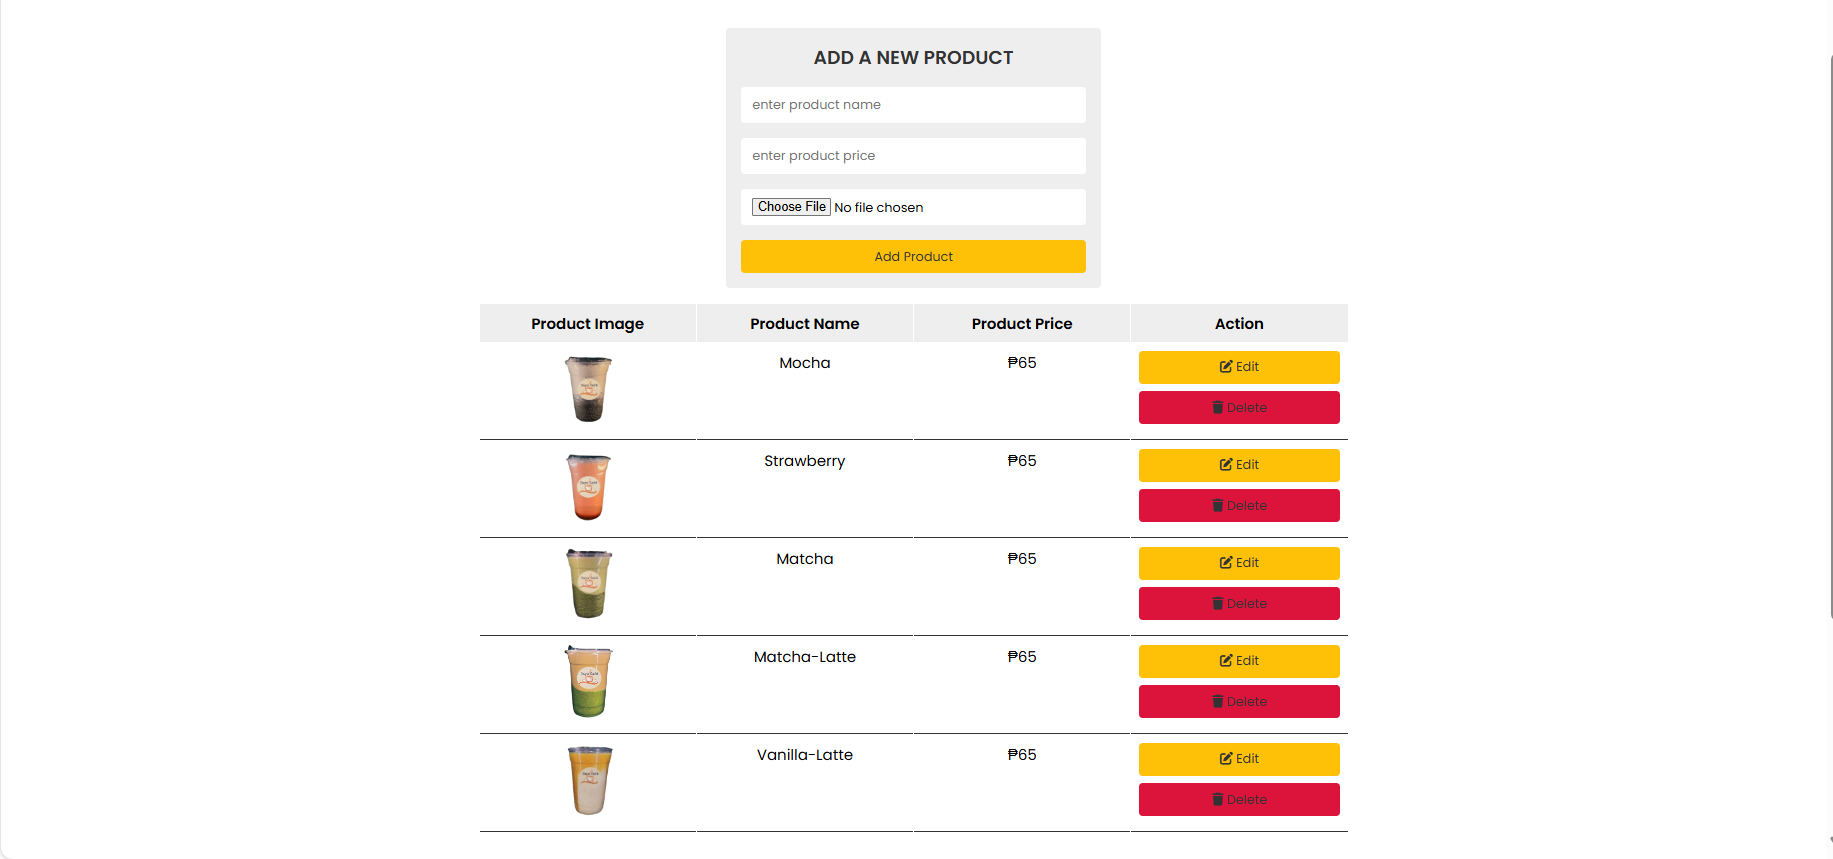 ADD A NEW PRODUCT
enter product name
enter product price
Choose File No file chosen
Add Product
Product Image Product Name Product Price Action
Mocha ₱65 Edit
Delete
Strawberry ₱65 Edit
Delete
Matcha ₱65 Edit
Delete
Matcha-Latte ₱65 Edit
Delete
Vanilla-Latte ₱65 Edit
Delete